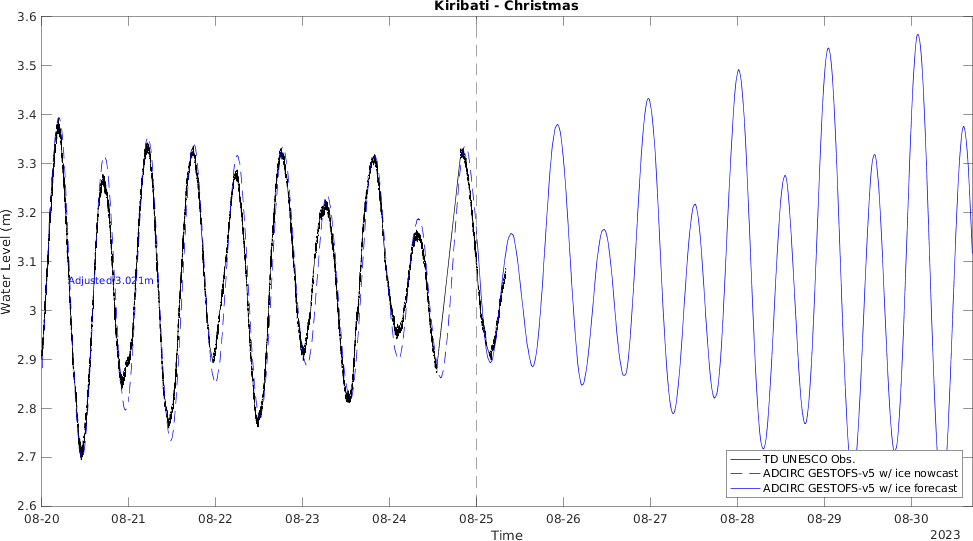 Kiribati - Christmas
Water Level (m)
3.6
3.5
3.4
3.3
3.2
3.1
3
2.9
2.8
2.7
2.6
Adjusted 3.021m
TD UNESCO Obs.
ADCIRC GESTOFS-v5 w/ ice nowcast
ADCIRC GESTOFS-v5 w/ ice forecast
08-20 08-21 08-22 08-23 08-24 08-25 08-26 08-27 08-28 08-29 08-30
Time
2023